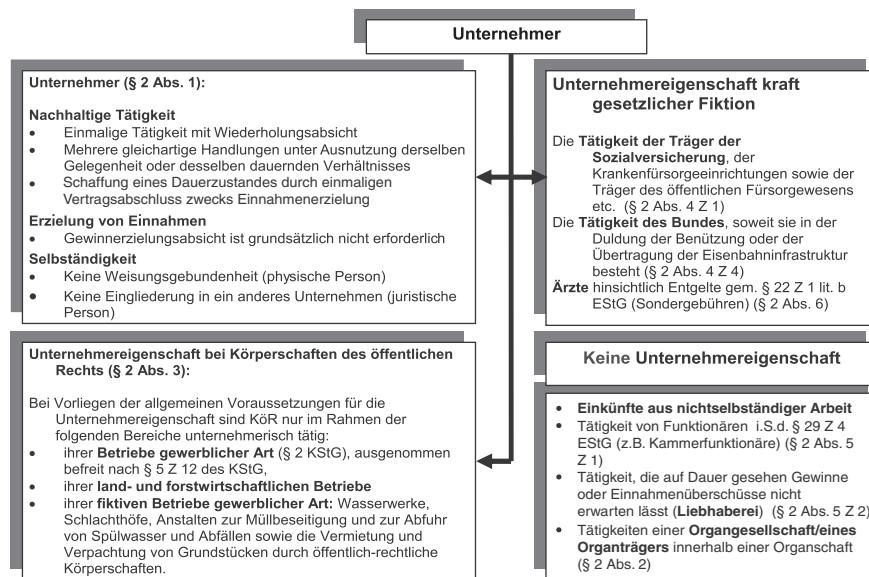 Unternehmer
Unternehmer (§ 2 Abs. 1):
Nachhaltige Tätigkeit
• Einmalige Tätigkeit mit Wiederholungsabsicht
• Mehrere gleichartige Handlungen unter Ausnutzung derselben
Gelegenheit oder desselben dauernden Verhältnisses
• Schaffung eines Dauerzustandes durch einmaligen
Vertragsabschluss zwecks Einnahmenerzielung
Erzielung von Einnahmen
• Gewinnerzielungsabsicht ist grundsätzlich nicht erforderlich
Selbständigkeit
• Keine Weisungsgebundenheit (physische Person)
• Keine Eingliederung in ein anderes Unternehmen (juristische
Person)
Unternehmereigenschaft kraft
gesetzlicher Fiktion
Die Tätigkeit der Träger der
Sozialversicherung, der
Krankenfürsorgeeinrichtungen sowie der
Träger des öffentlichen Fürsorgewesens
etc. (§ 2 Abs. 4 Z 1)
Die Tätigkeit des Bundes, soweit sie in der
Duldung der Benützung oder der
Übertragung der Eisenbahninfrastruktur
besteht (§ 2 Abs. 4 Z 4)
Ärzte hinsichtlich Entgelte gem. § 22 Z 1 lit. b
EStG (Sondergebühren) (§ 2 Abs. 6)
Unternehmereigenschaft bei Körperschaften des öffentlichen
Rechts (§ 2 Abs. 3):
Bei Vorliegen der allgemeinen Voraussetzungen für die
Unternehmereigenschaft sind KöR nur im Rahmen der
folgenden Bereiche unternehmerisch tätig:
• ihrer Betriebe gewerblicher Art (§ 2 KStG), ausgenommen
befreit nach § 5 Z 12 des KStG,
• ihrer land- und forstwirtschaftlichen Betriebe
• ihrer fiktiven Betriebe gewerblicher Art: Wasserwerke,
Schlachthöfe, Anstalten zur Müllbeseitigung und zur Abfuhr
von Spülwasser und Abfällen sowie die Vermietung und
Verpachtung von Grundstücken durch öffentlich-rechtliche
Körperschaften.
Keine Unternehmereigenschaft
• Einkünfte aus nichtselbständiger Arbeit
• Tätigkeit von Funktionären i.S.d. § 29 Z 4
EStG (z.B. Kammerfunktionäre) (§ 2 Abs. 5
Z 1)
• Tätigkeit, die auf Dauer gesehen Gewinne
oder Einnahmenüberschüsse nicht
erwarten lässt (Liebhaberei) (§ 2 Abs. 5 Z 2)
• Tätigkeiten einer Organgesellschaft/eines
Organträgers innerhalb einer Organschaft
(§ 2 Abs. 2)